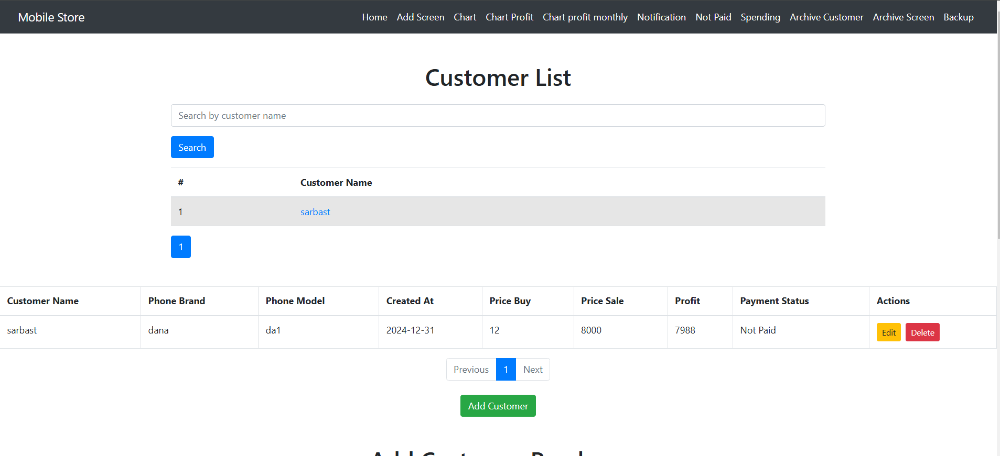 Mobile Store Home Add Screen Chart Chart Profit Chart profit monthly Notification Not Paid Spending Archive Customer Archive Screen Backup
Customer List
Search by customer name
Search
# Customer Name
1 sarbast
1
Customer Name Phone Brand Phone Model Created At Price Buy Price Sale Profit Payment Status Actions
sarbast dana da1 2024-12-31 12 8000 7988 Not Paid Edit Delete
Previous 1 Next
Add Customer